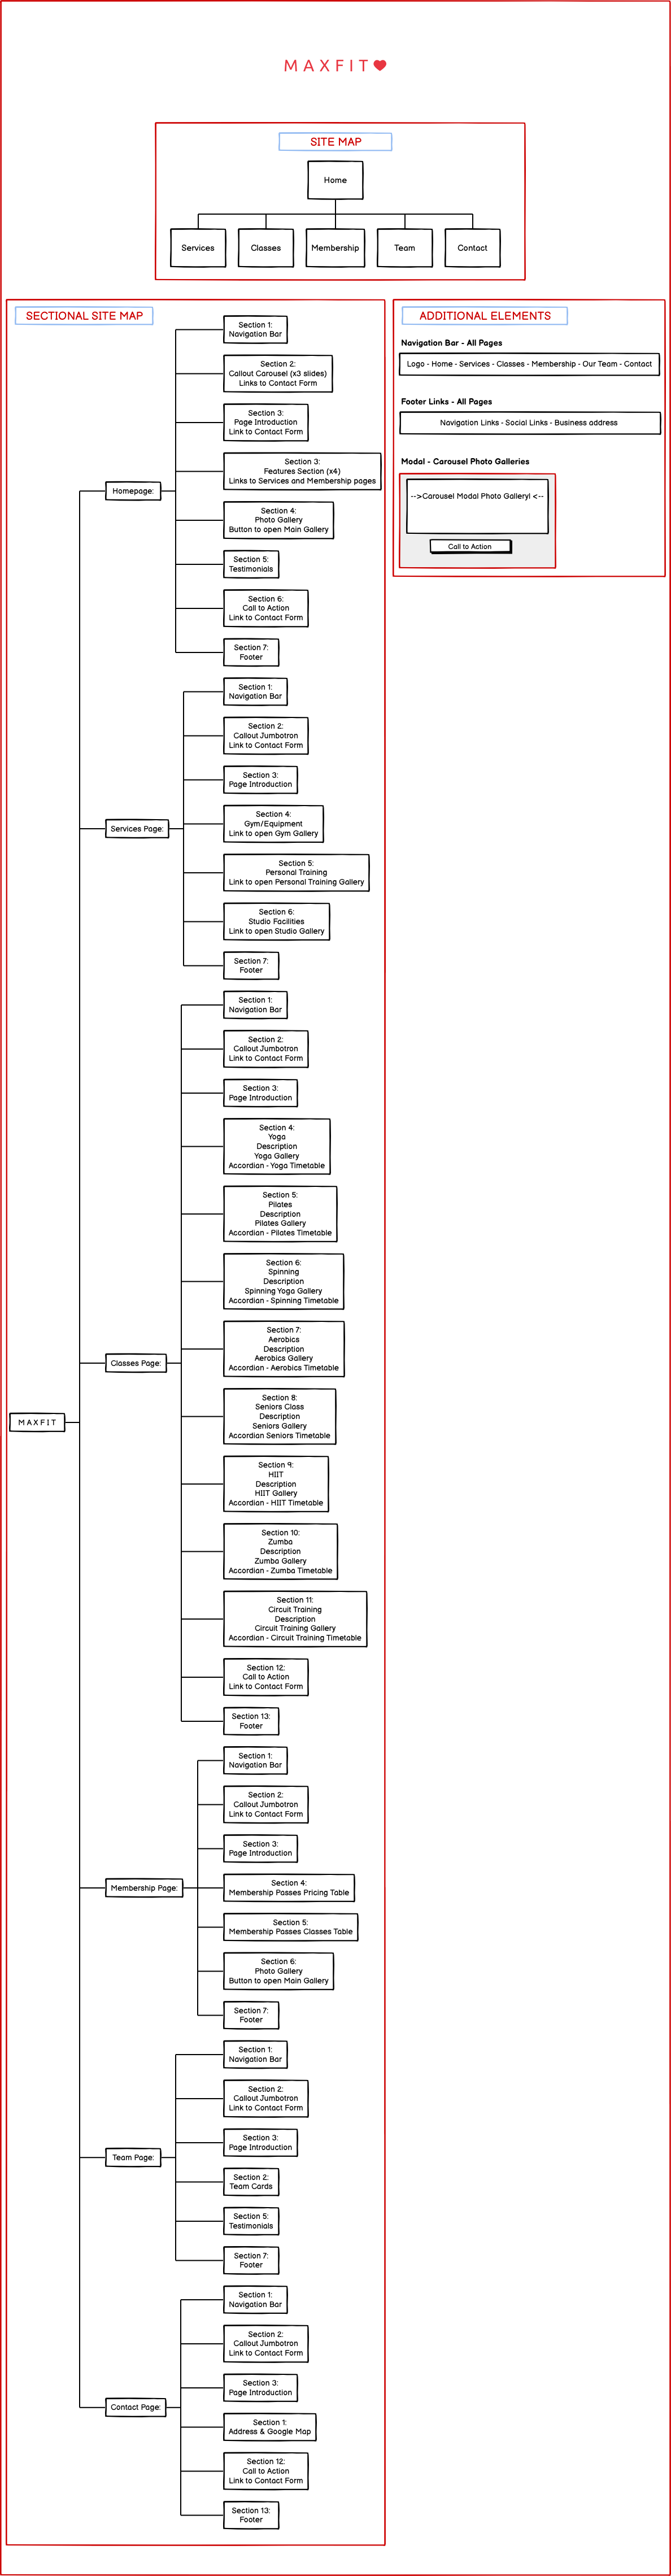 MAXFIT
SITE MAP
Home
Services
Classes
Membership
Team
Contact
SECTIONAL SITE MAP
MAXFIT
Homepage:
Section 1:
Navigation Bar
Section 2:
Callout Carousel (x3 slides)
Links to Contact Form
Section 3:
Page Introduction
Link to Contact Form
Section 3:
Features Section (x4)
Links to Services and Membership pages
Section 4:
Photo Gallery
Button to open Main Gallery
Section 5:
Testimonials
Section 6:
Call to Action
Link to Contact Form
Section 7:
Footer
Services Page:
Section 1:
Navigation Bar
Section 2:
Callout Jumbotron
Link to Contact Form
Section 3:
Page Introduction
Section 4:
Gym/Equipment
Link to open Gym Gallery
Section 5:
Personal Training
Link to open Personal Training Gallery
Section 6:
Studio Facilities
Link to open Studio Gallery
Section 7:
Footer
Classes Page:
Section 1:
Navigation Bar
Section 2:
Callout Jumbotron
Link to Contact Form
Section 3:
Page Introduction
Section 4:
Yoga
Description
Yoga Gallery
Accordian - Yoga Timetable
Section 5:
Pilates
Description
Pilates Gallery
Accordian - Pilates Timetable
Section 6:
Spinning
Description
Spinning Yoga Gallery
Accordian - Spinning Timetable
Section 7:
Aerobics
Description
Aerobics Gallery
Accordian - Aerobics Timetable
Section 8:
Seniors Class
Description
Seniors Gallery
Accordian Seniors Timetable
Section 9:
HIIT
Description
HIIT Gallery
Accordian - HIIT Timetable
Section 10:
Zumba
Description
Zumba Gallery
Accordian - Zumba Timetable
Section 11:
Circuit Training
Description
Circuit Training Gallery
Accordian - Circuit Training Timetable
Section 12:
Call to Action
Link to Contact Form
Section 13:
Footer
Membership Page:
Section 1:
Navigation Bar
Section 2:
Callout Jumbotron
Link to Contact Form
Section 3:
Page Introduction
Section 4:
Membership Passes Pricing Table
Section 5:
Membership Passes Classes Table
Section 6:
Photo Gallery
Button to open Main Gallery
Section 7:
Footer
Team Page:
Section 1:
Navigation Bar
Section 2:
Callout Jumbotron
Link to Contact Form
Section 3:
Page Introduction
Section 2:
Team Cards
Section 5:
Testimonials
Section 7:
Footer
Contact Page:
Section 1:
Navigation Bar
Section 2:
Callout Jumbotron
Link to Contact Form
Section 3:
Page Introduction
Section 1:
Address & Google Map
Section 12:
Call to Action
Link to Contact Form
Section 13:
Footer
ADDITIONAL ELEMENTS
Navigation Bar - All Pages
Logo - Home - Services - Classes - Membership - Our Team - Contact
Footer Links - All Pages
Navigation Links - Social Links - Business address
Modal - Carousel Photo Galleries
-->Carousel Modal Photo Gallery! <--
Call to Action